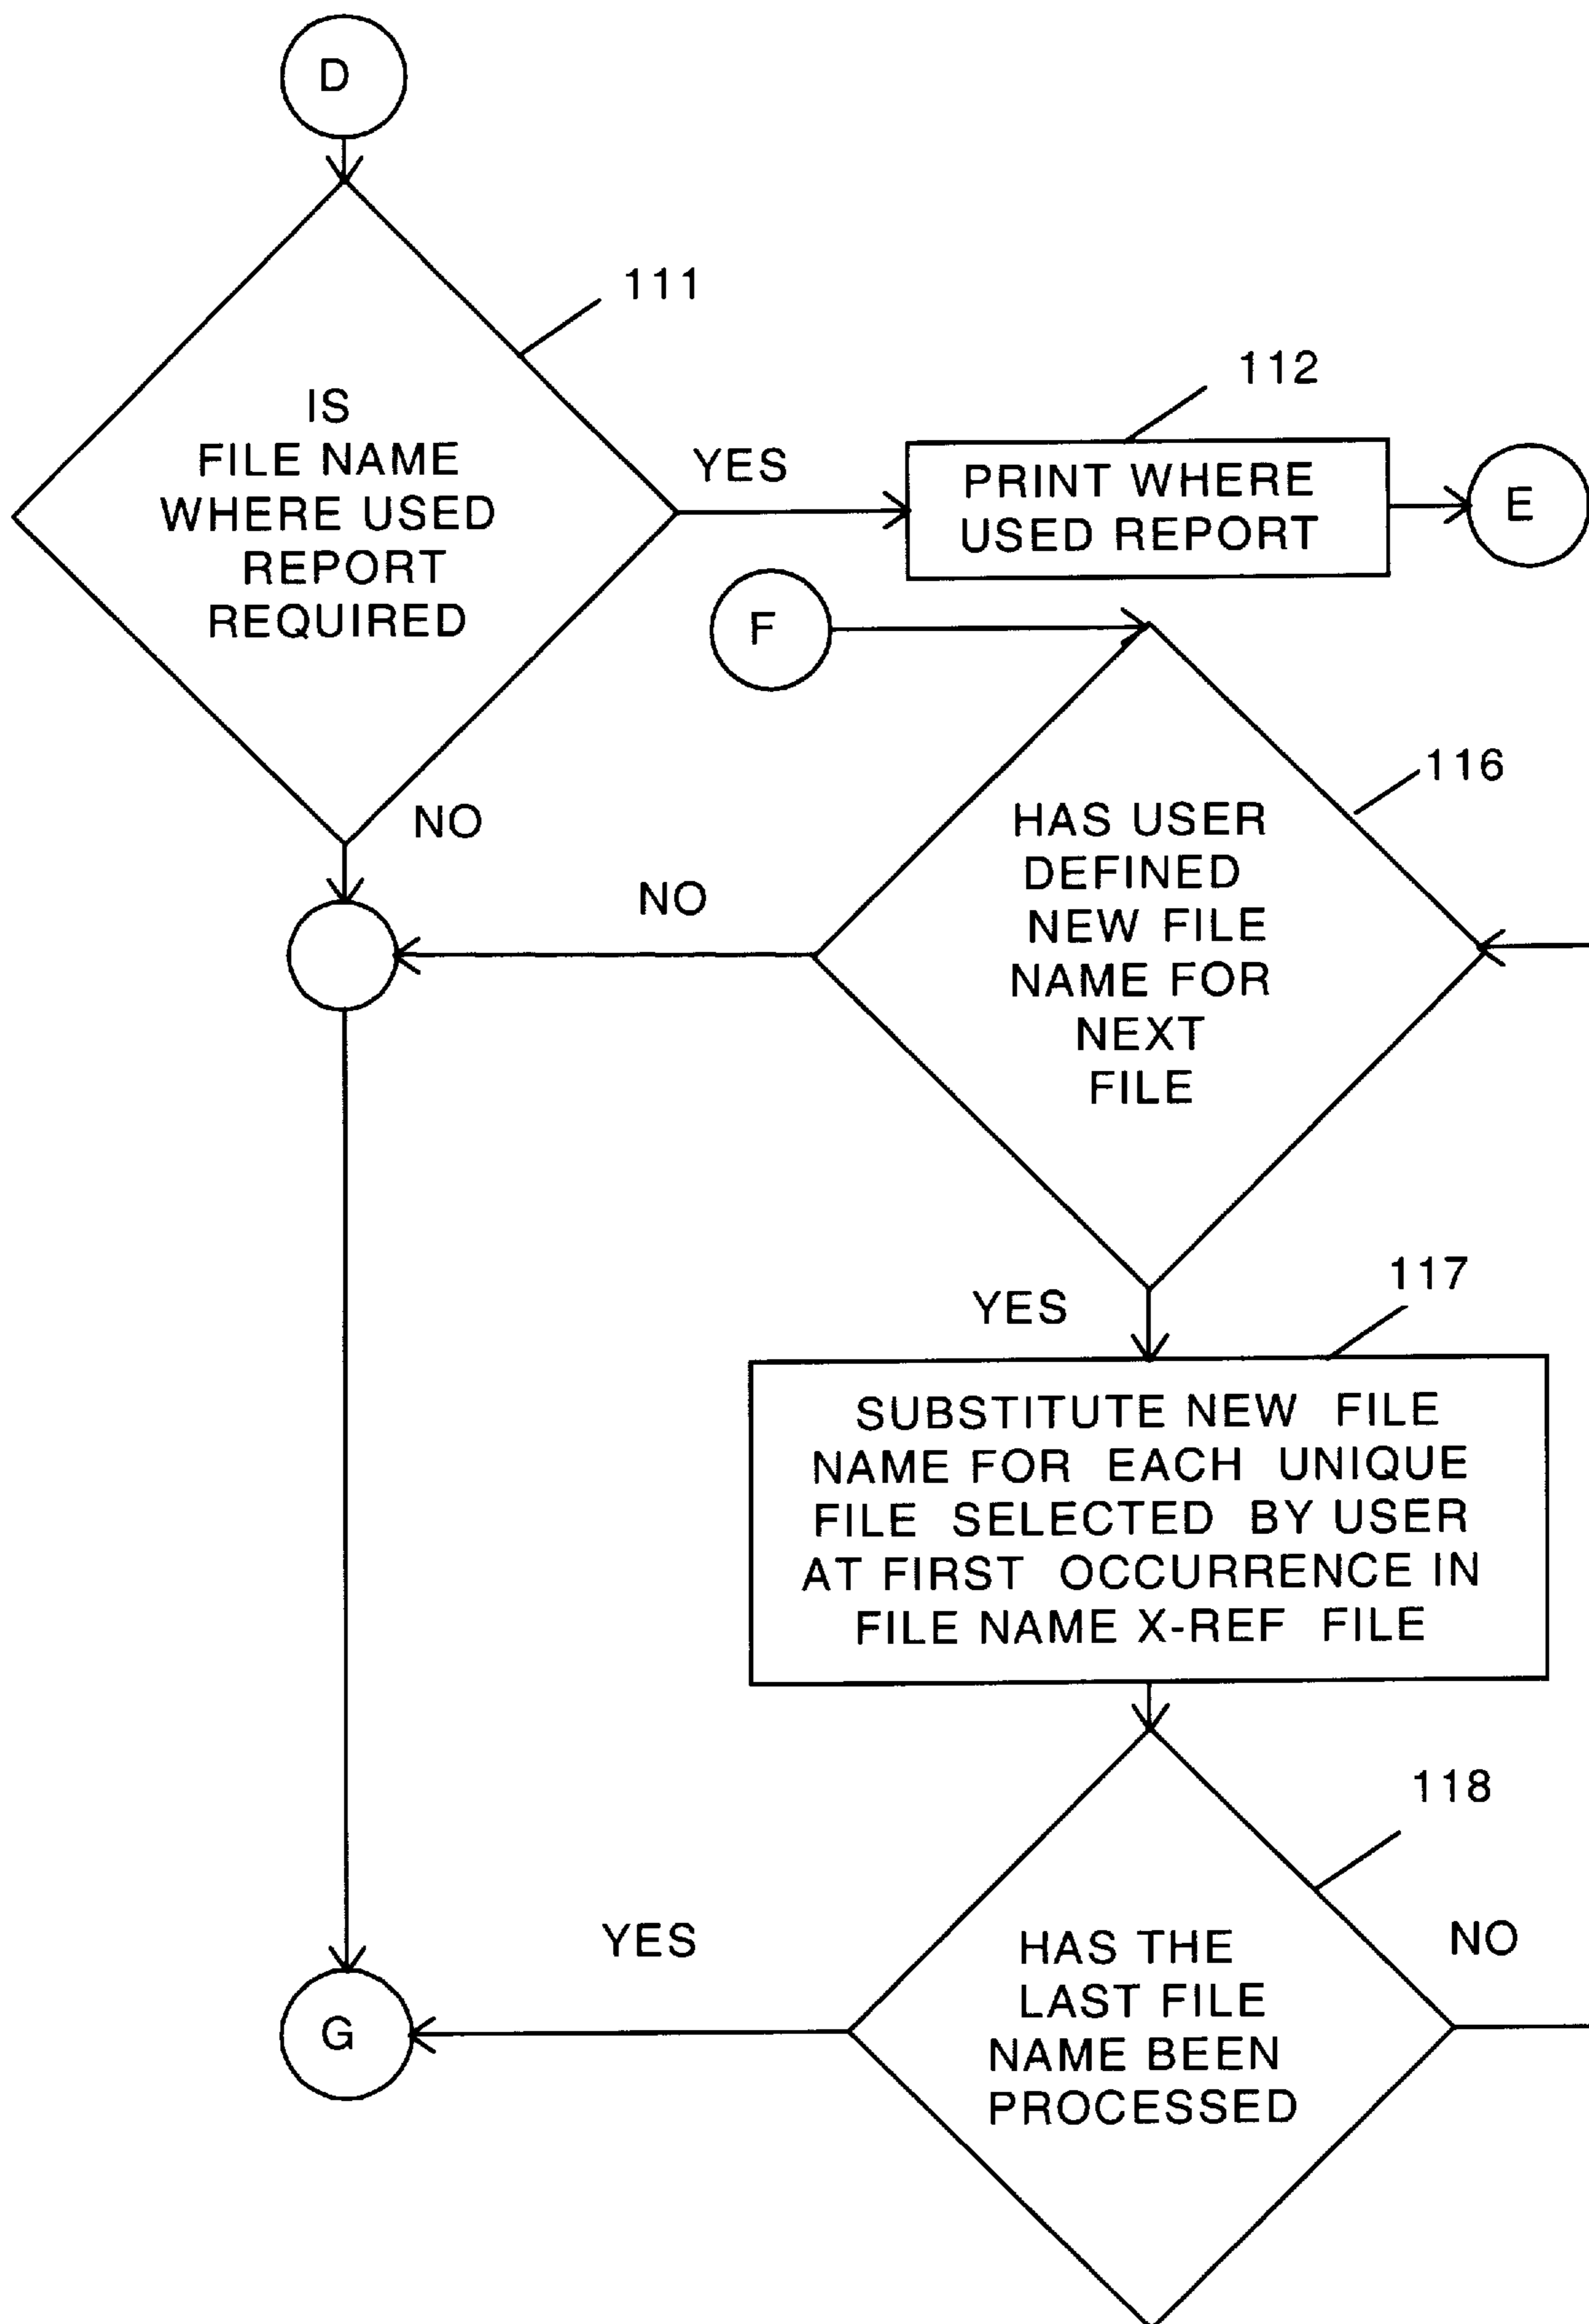 D
111
IS
FILE NAME
WHERE USED
REPORT
REQUIRED
YES
112
PRINT WHERE
USED REPORT
E
F
NO
116
HAS USER
DEFINED
NEW FILE
NAME FOR
NEXT
FILE
NO
YES
117
SUBSTITUTE NEW FILE
NAME FOR EACH UNIQUE
FILE SELECTED BY USER
AT FIRST OCCURRENCE IN
FILE NAME X-REF FILE
118
HAS THE
LAST FILE
NAME BEEN
PROCESSED
YES
NO
G